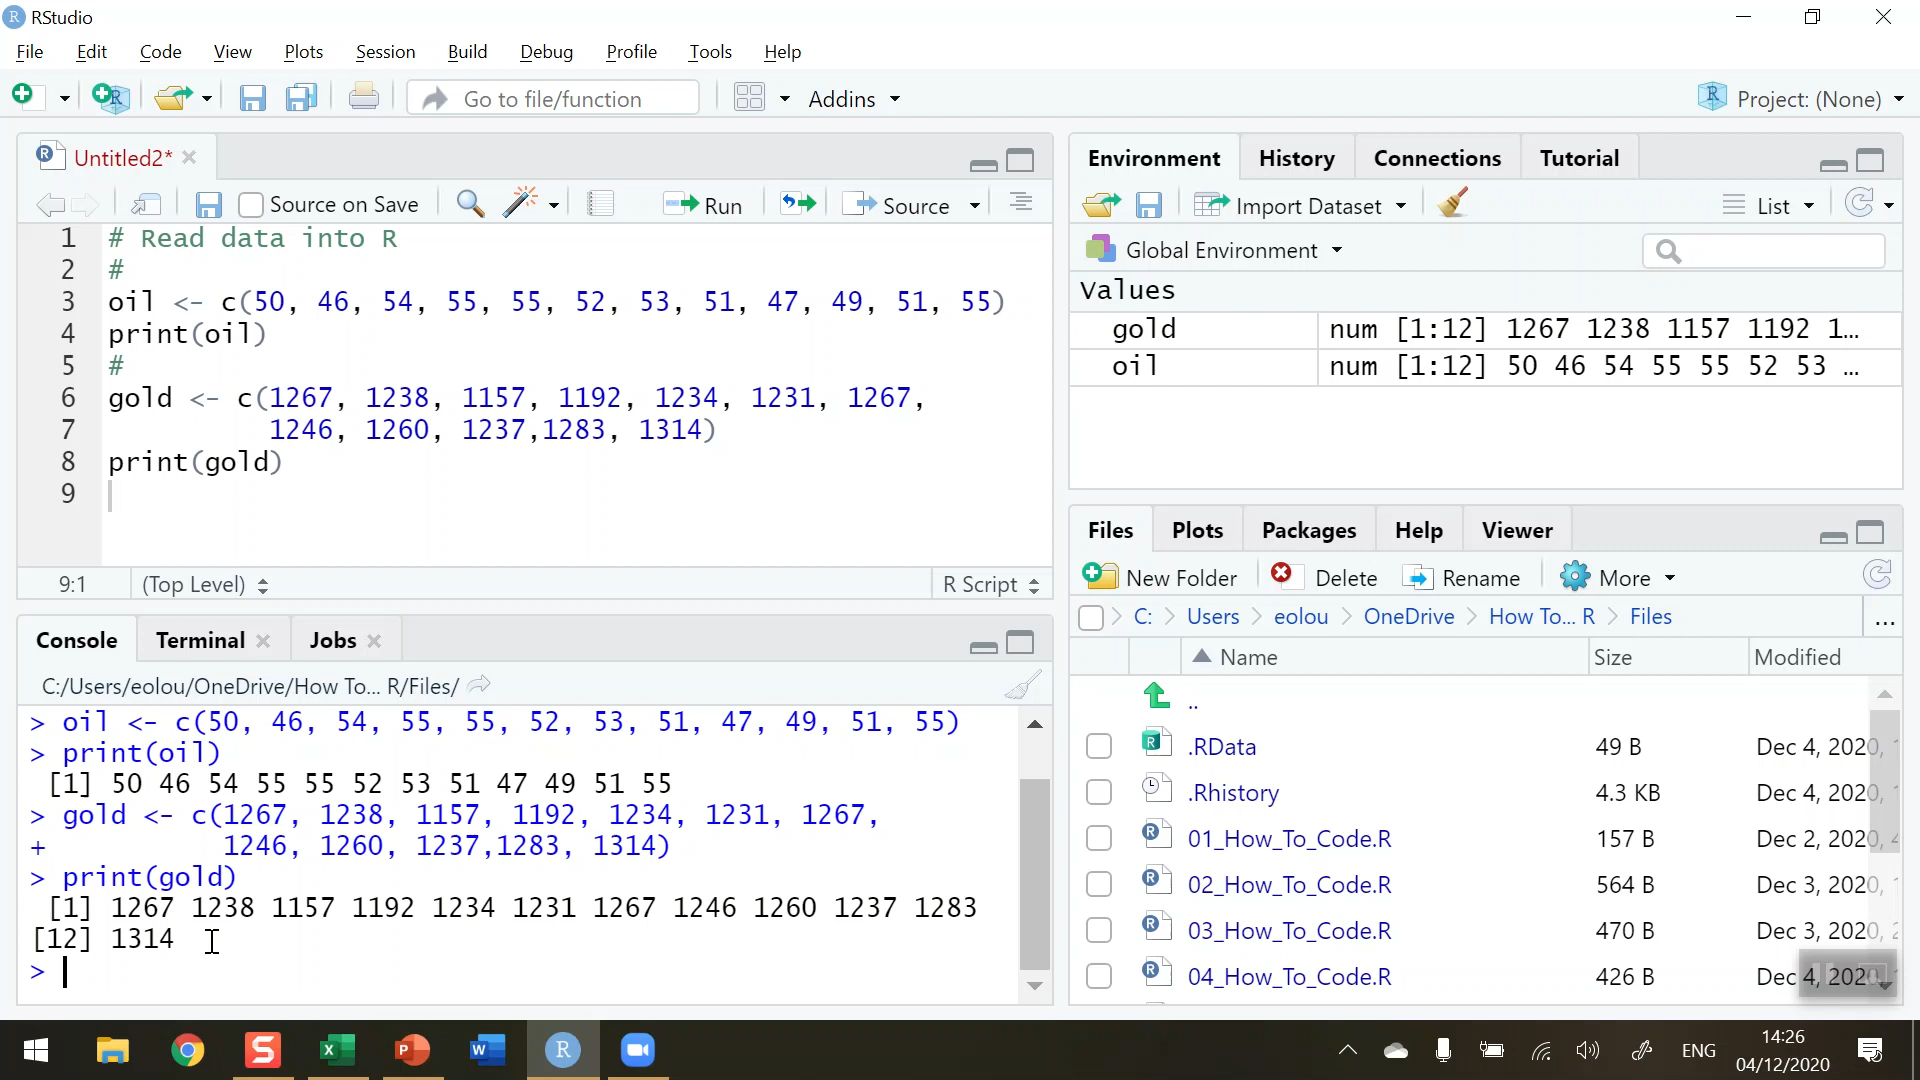 RStudio
File Edit Code View Plots Session Build Debug Profile Tools Help
Go to file/function Addins Project: (None)
Untitled2*
Source on Save Run Source
1 # Read data into R
2 #
3 oil <- c(50, 46, 54, 55, 55, 52, 53, 51, 47, 49, 51, 55)
4 print(oil)
5 #
6 gold <- c(1267, 1238, 1157, 1192, 1234, 1231, 1267,
7 1246, 1260, 1237,1283, 1314)
8 print(gold)
9
9:1 (Top Level) R Script
Console Terminal Jobs
C:/Users/eolou/OneDrive/How To... R/Files/
> oil <- c(50, 46, 54, 55, 55, 52, 53, 51, 47, 49, 51, 55)
> print(oil)
[1] 50 46 54 55 55 52 53 51 47 49 51 55
> gold <- c(1267, 1238, 1157, 1192, 1234, 1231, 1267,
+ 1246, 1260, 1237,1283, 1314)
> print(gold)
[1] 1267 1238 1157 1192 1234 1231 1267 1246 1260 1237 1283
[12] 1314
>
Environment History Connections Tutorial
Import Dataset List
Global Environment
Values
gold num [1:12] 1267 1238 1157 1192 1...
oil num [1:12] 50 46 54 55 55 52 53 ...
Files Plots Packages Help Viewer
New Folder Delete Rename More
C: Users eolou OneDrive How To... R Files ...
Name Size Modified
..
.RData 49 B Dec 4, 2020,
.Rhistory 4.3 KB Dec 4, 2020,
01_How_To_Code.R 157 B Dec 2, 2020,
02_How_To_Code.R 564 B Dec 3, 2020,
03_How_To_Code.R 470 B Dec 3, 2020,
04_How_To_Code.R 426 B Dec 4, 2020,
ENG 14:26
04/12/2020